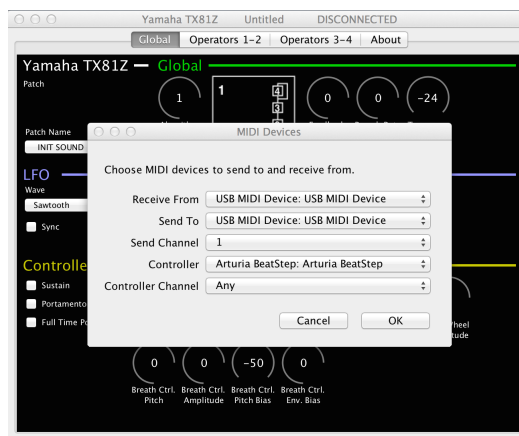 Yamaha TX81Z Untitled DISCONNECTED
Global Operators 1-2 Operators 3-4 About
Yamaha TX81Z — Global
Patch
1
1
4
3
0 0 -24
Patch Name
INIT SOUND
MIDI Devices
Choose MIDI devices to send to and receive from.
Receive From USB MIDI Device: USB MIDI Device
Send To USB MIDI Device: USB MIDI Device
Send Channel 1
Controller Arturia BeatStep: Arturia BeatStep
Controller Channel Any
Cancel OK
LFO
Wave
Sawtooth
Sync
Controlle
Sustain
Portamento
Full Time Po
0 0 -50 0
Breath Ctrl. Breath Ctrl. Breath Ctrl. Breath Ctrl.
Pitch Amplitude Pitch Bias Env. Bias